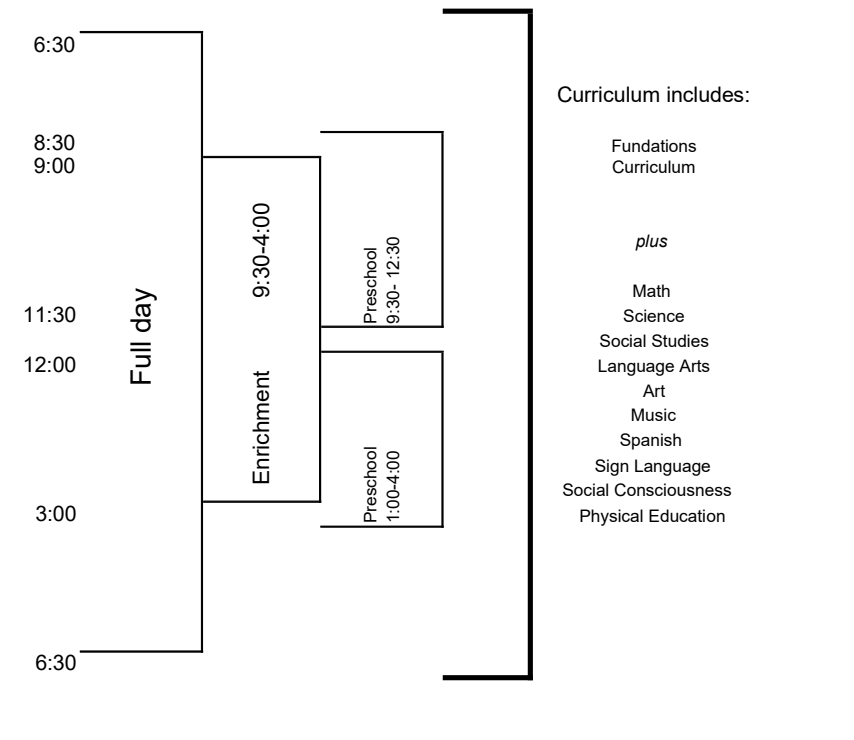 6:30
8:30
9:00
11:30
12:00
3:00
6:30
Full day
Enrichment 9:30-4:00
Preschool
9:30- 12:30
Preschool
1:00-4:00
Curriculum includes:
Fundations
Curriculum
plus
Math
Science
Social Studies
Language Arts
Art
Music
Spanish
Sign Language
Social Consciousness
Physical Education